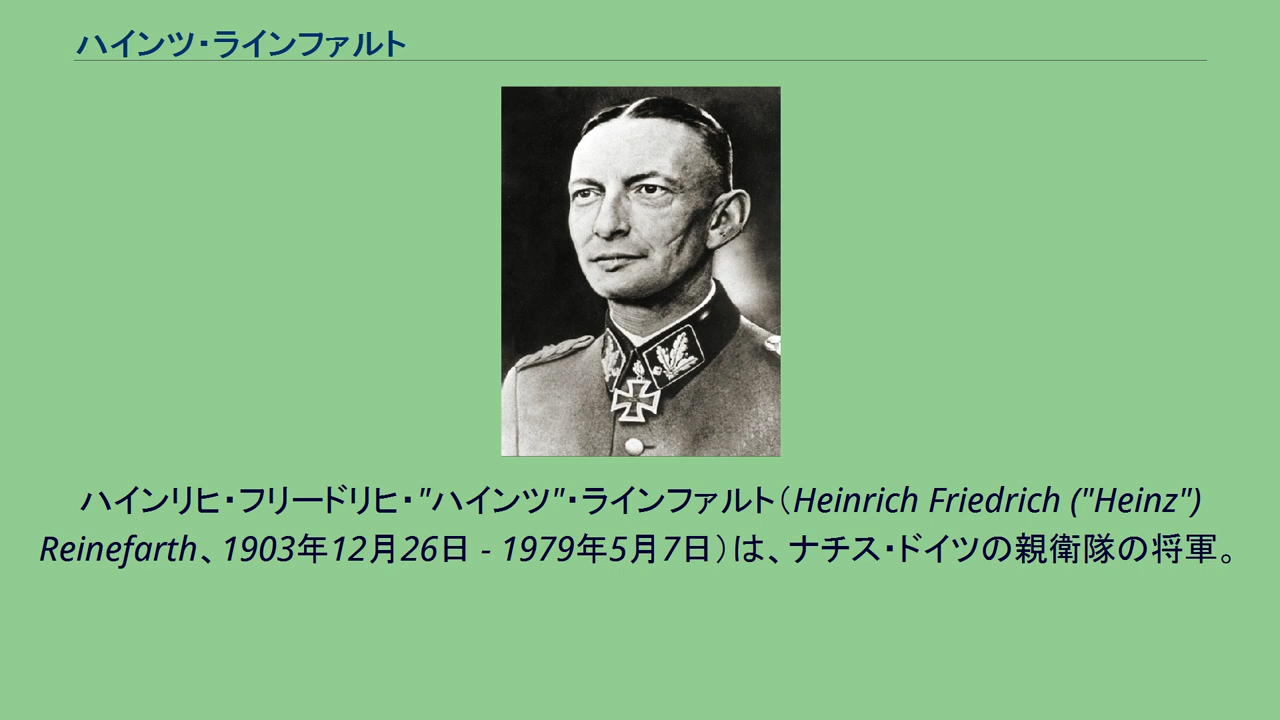 ハインツ・ラインファルト
ハインリヒ・フリードリヒ・"ハインツ"・ラインファルト（Heinrich Friedrich ("Heinz")
Reinefarth、1903年12月26日 - 1979年5月7日）は、ナチス・ドイツの親衛隊の将軍。